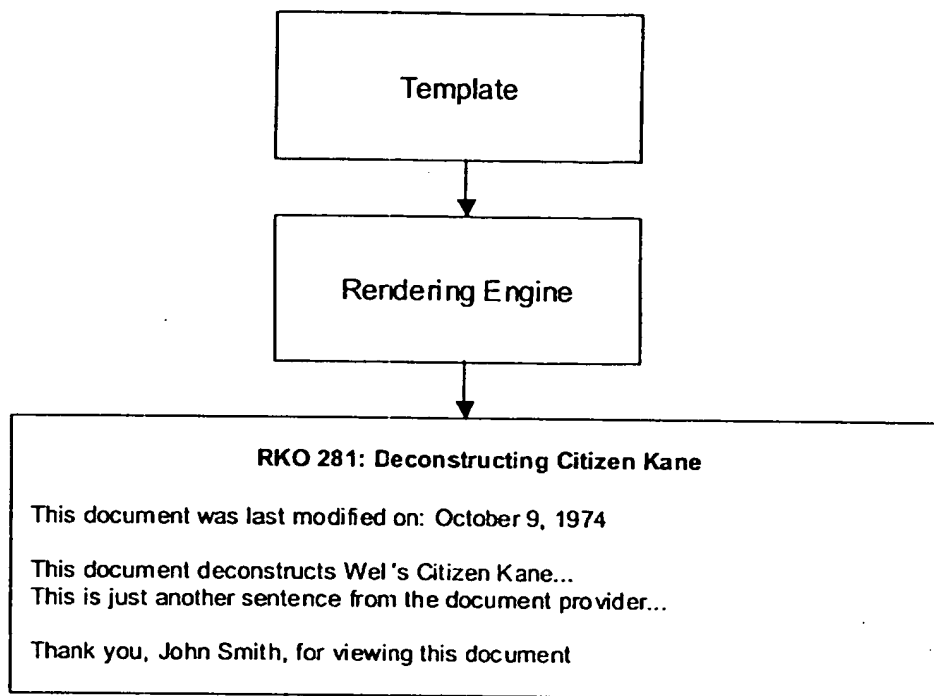 Template
Rendering Engine
RKO 281: Deconstructing Citizen Kane
This document was last modified on: October 9, 1974
This document deconstructs Wel's Citizen Kane...
This is just another sentence from the document provider...
Thank you, John Smith, for viewing this document